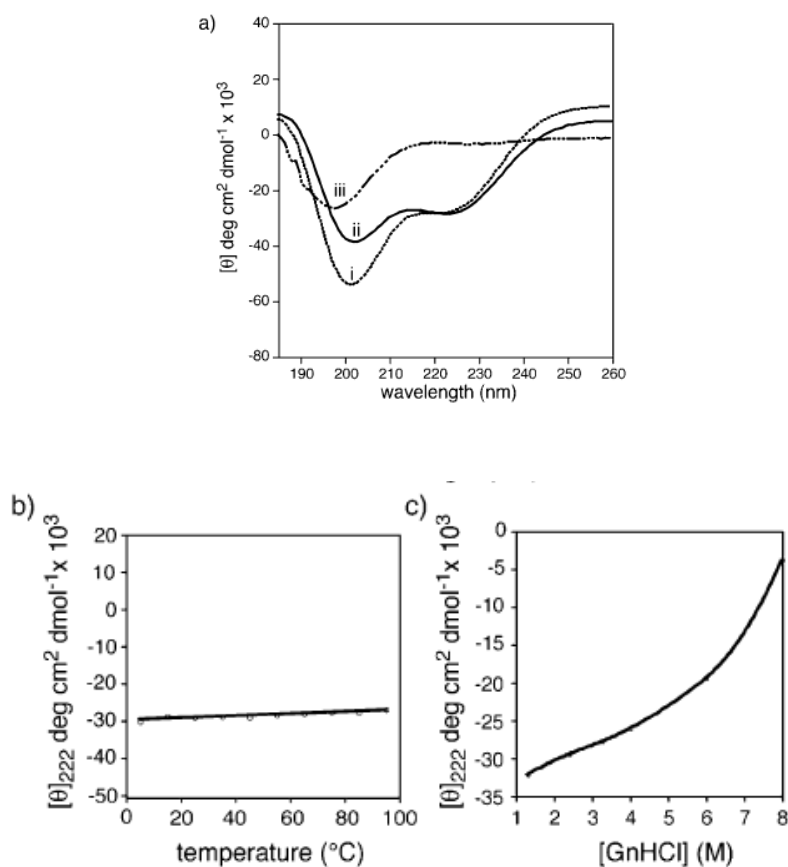 a)
[θ] deg cm² dmol⁻¹ x 10³
40
20
0
-20
-40
-60
-80
iii
ii
i
190 200 210 220 230 240 250 260
wavelength (nm)
b)
[θ]₂₂₂ deg cm² dmol⁻¹x 10³
20
10
0
-10
-20
-30
-40
-50
0 20 40 60 80 100
temperature (°C)
c)
[θ]₂₂₂ deg cm² dmol⁻¹ x 10³
0
-5
-10
-15
-20
-25
-30
-35
1 2 3 4 5 6 7 8
[GnHCl] (M)